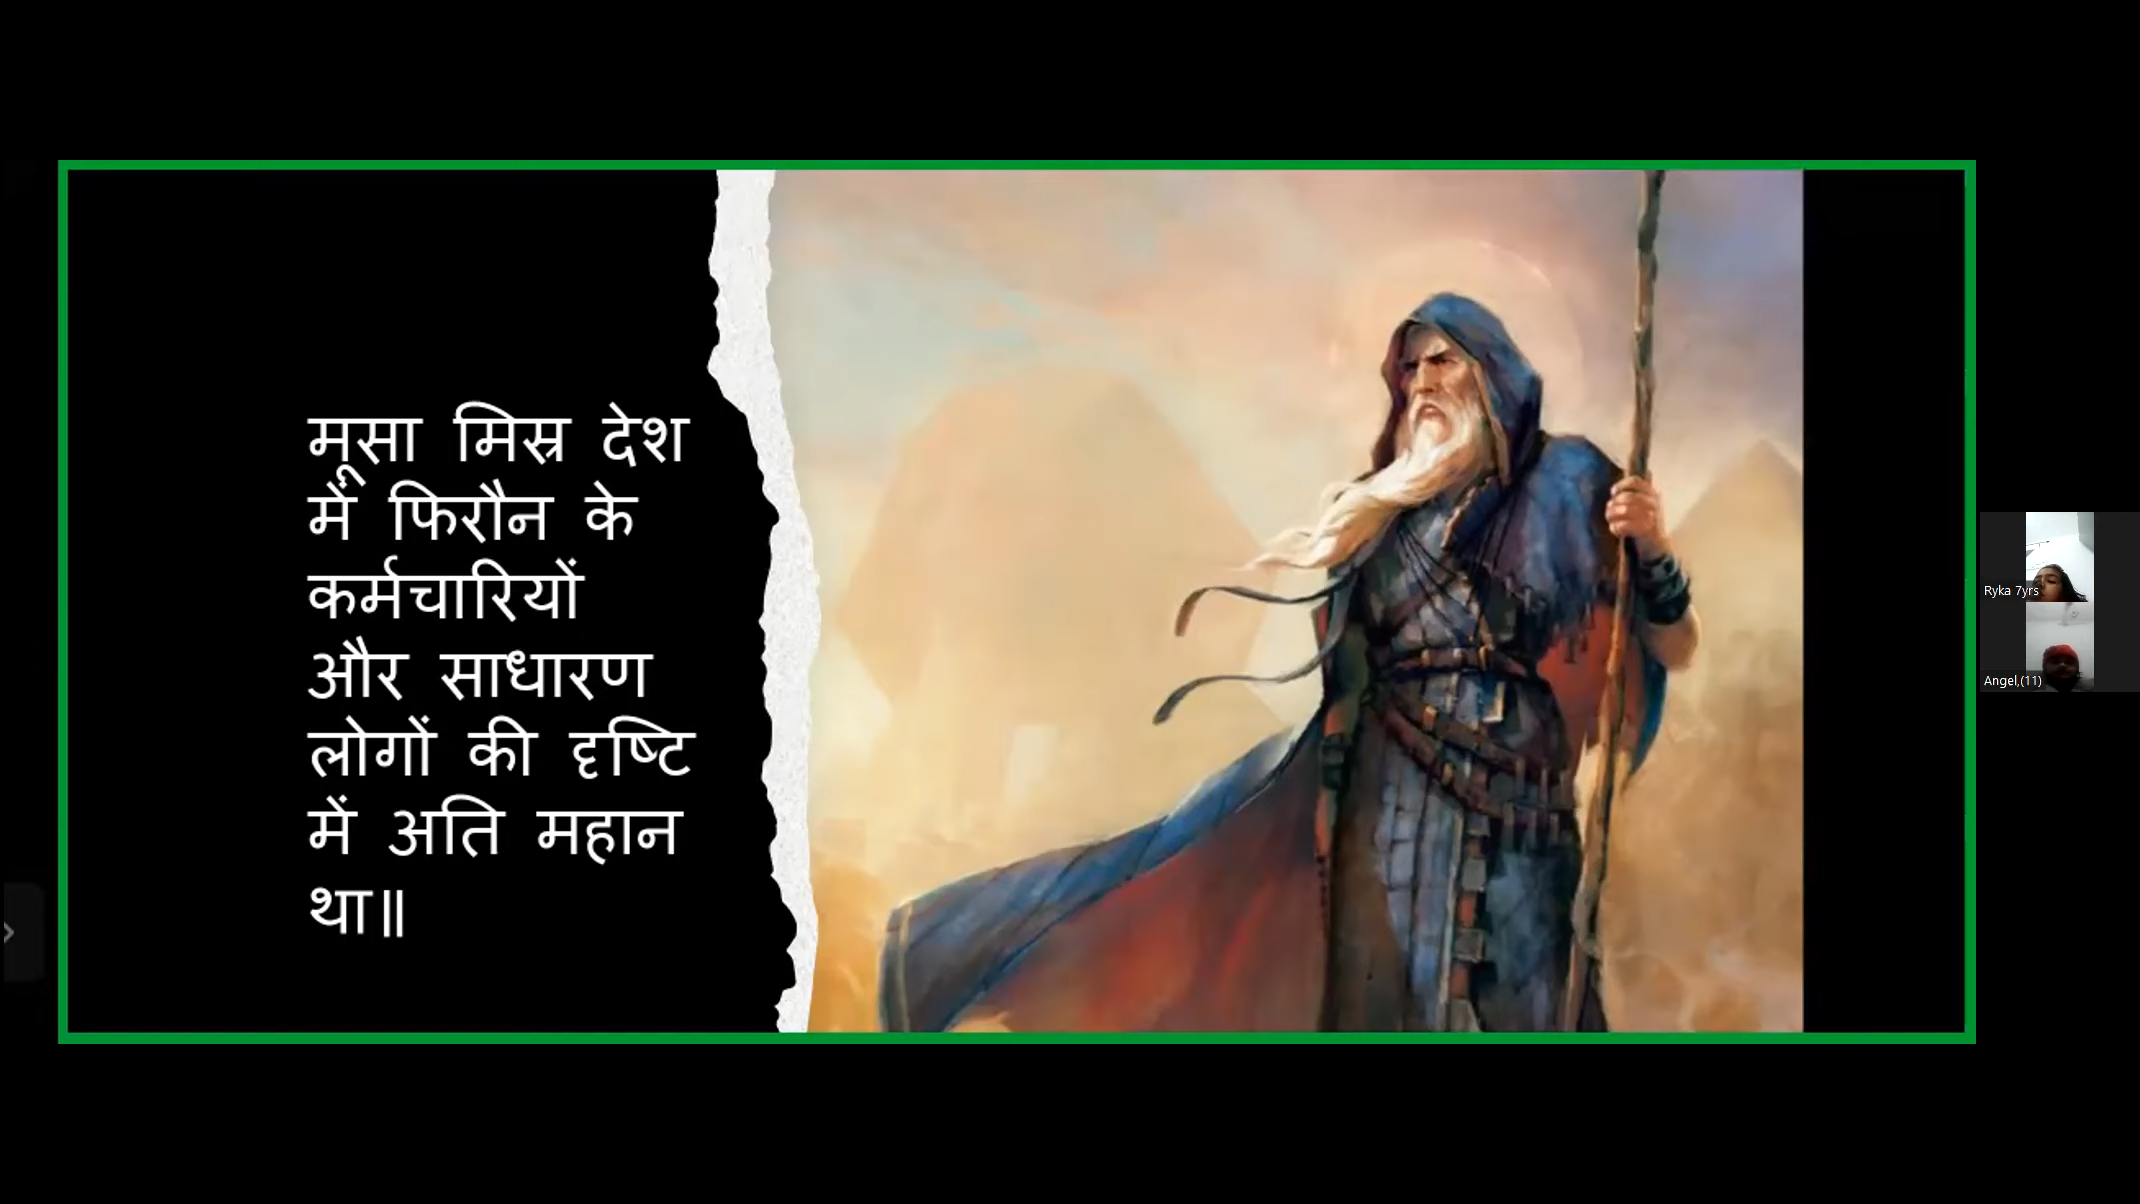 मूसा मिस्र देश
में फिरौन के
कर्मचारियों
और साधारण
लोगों की दृष्टि
में अति महान
था॥
Ryka 7yrs
Angel,(11)